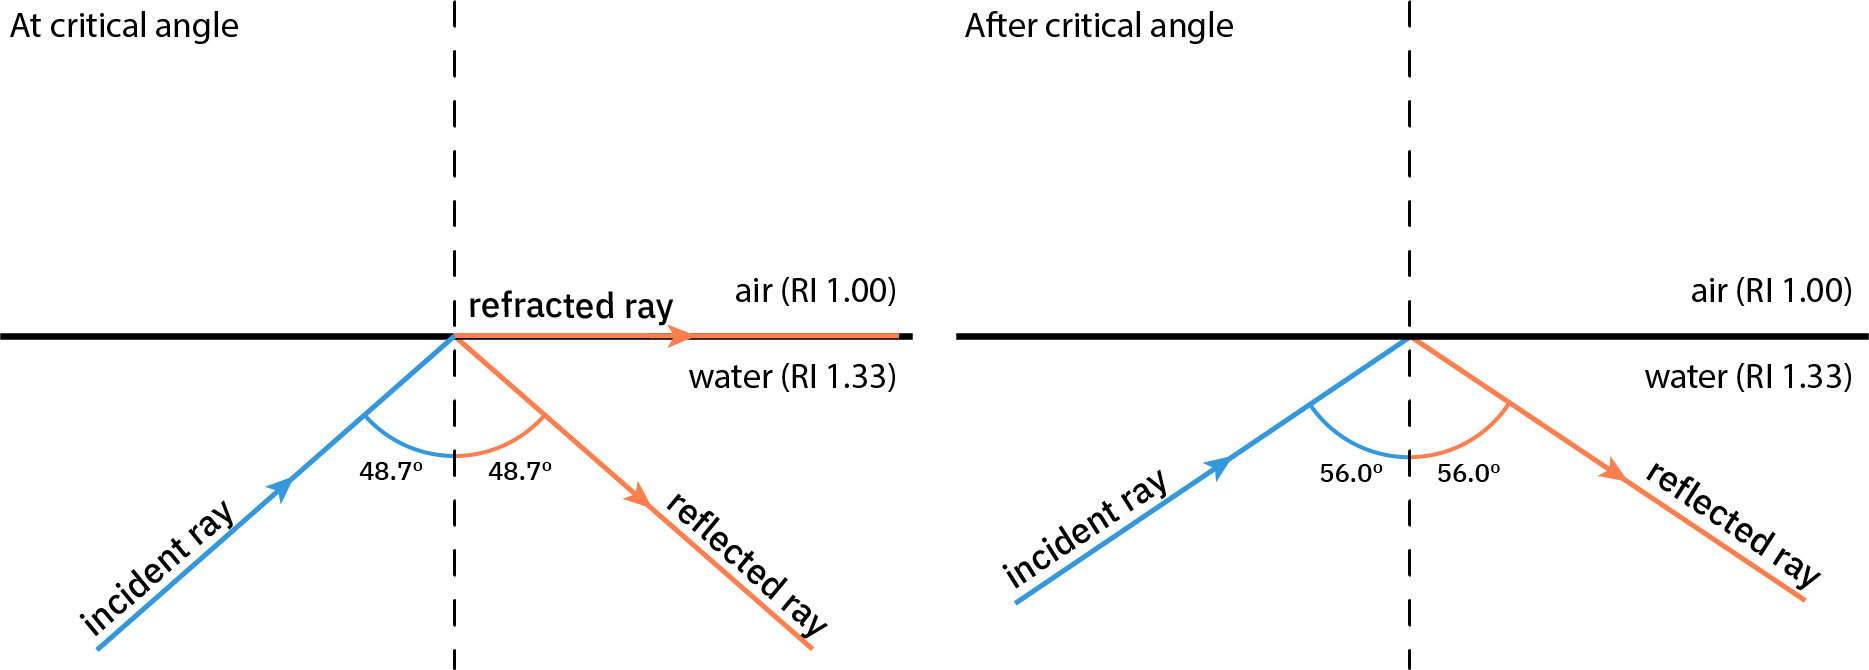 At critical angle
refracted ray
air (RI 1.00)
water (RI 1.33)
48.7º
48.7º
incident ray
reflected ray
After critical angle
air (RI 1.00)
water (RI 1.33)
56.0º
56.0º
incident ray
reflected ray